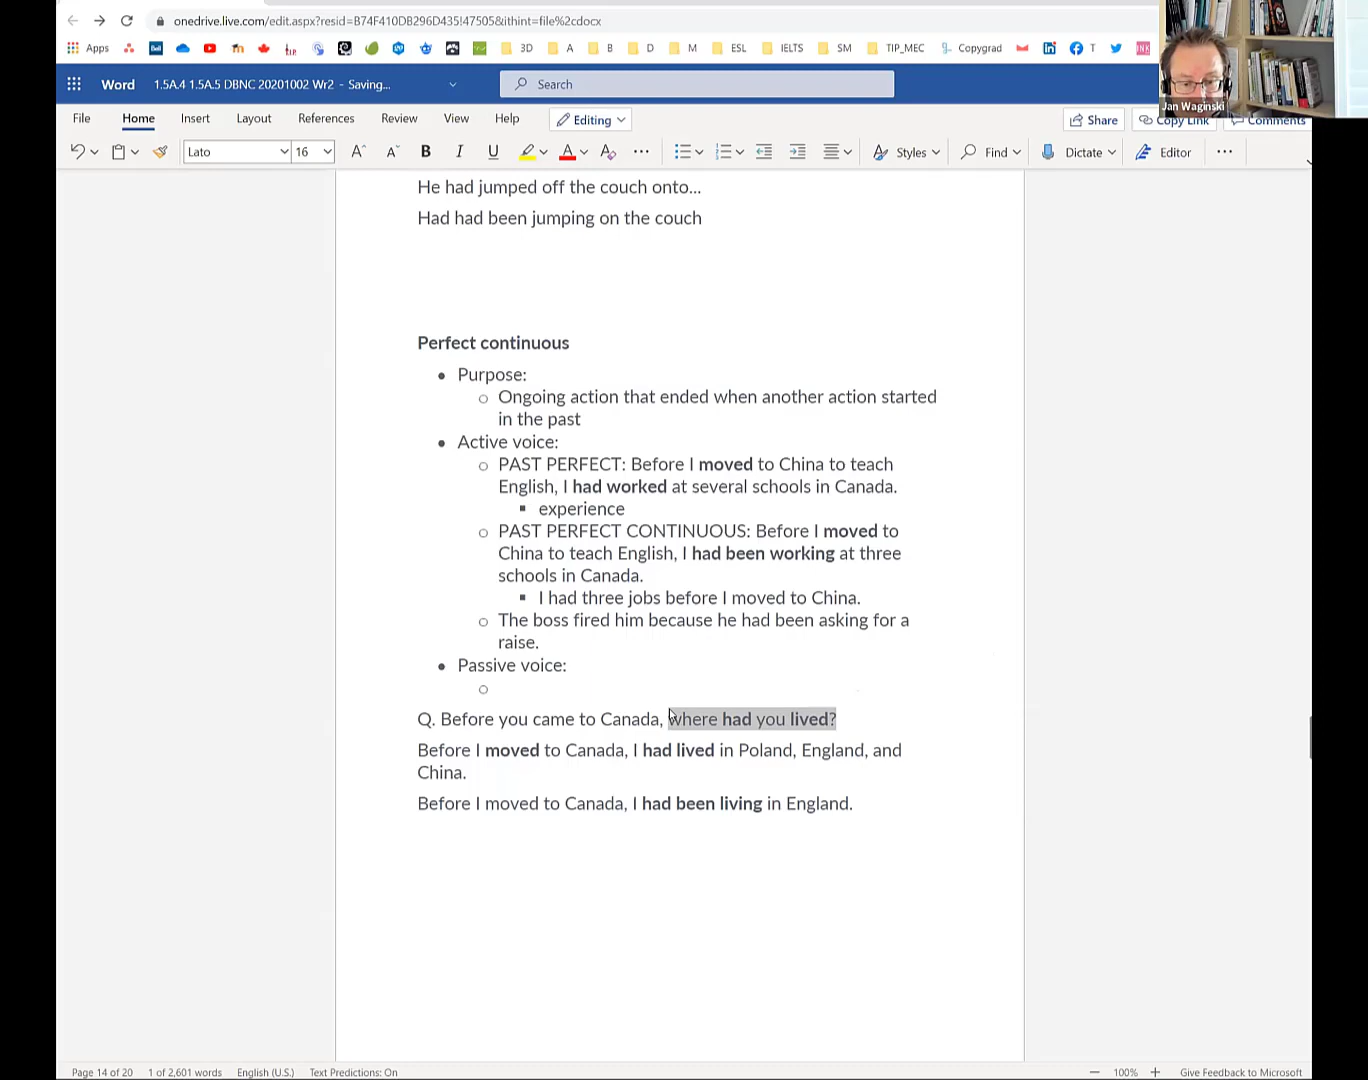 onedrive.live.com/edit.aspx?resid=B74F410DB296D435!47505&ithint=file%2cdocx
Apps 3D A B D M ESL IELTS SM TIP_MEC Copygrad T
Jan Waginski
Word 1.5A.4 1.5A.5 DBNC 20201002 Wr2 - Saving... Search
File Home Insert Layout References Review View Help Editing Share Copy Link Comments
Lato 16 A A B I U A A ... Styles Find Dictate Editor ...
He had jumped off the couch onto...
Had had been jumping on the couch
Perfect continuous
• Purpose:
○ Ongoing action that ended when another action started
in the past
• Active voice:
○ PAST PERFECT: Before I moved to China to teach
English, I had worked at several schools in Canada.
▪ experience
○ PAST PERFECT CONTINUOUS: Before I moved to
China to teach English, I had been working at three
schools in Canada.
▪ I had three jobs before I moved to China.
○ The boss fired him because he had been asking for a
raise.
• Passive voice:
○
Q. Before you came to Canada, where had you lived?
Before I moved to Canada, I had lived in Poland, England, and
China.
Before I moved to Canada, I had been living in England.
Page 14 of 20 1 of 2,601 words English (U.S.) Text Predictions: On — 100% + Give Feedback to Microsoft